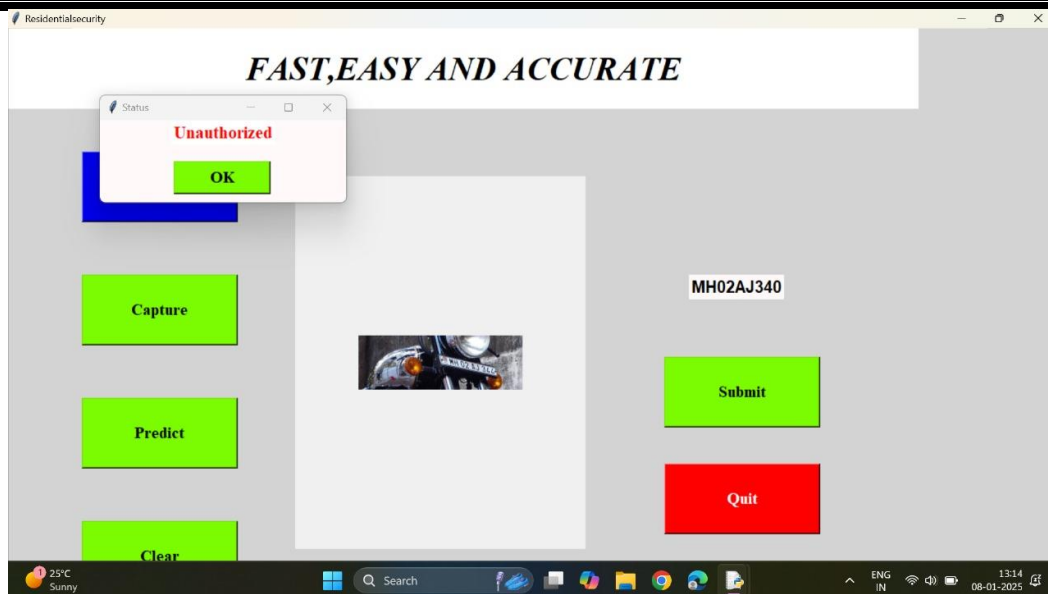 Residentialsecurity
FAST,EASY AND ACCURATE
Status
Unauthorized
OK
Capture
Predict
Clear
MH02AJ340
Submit
Quit
1
25°C
Sunny
Search
ENG
IN
13:14
08-01-2025